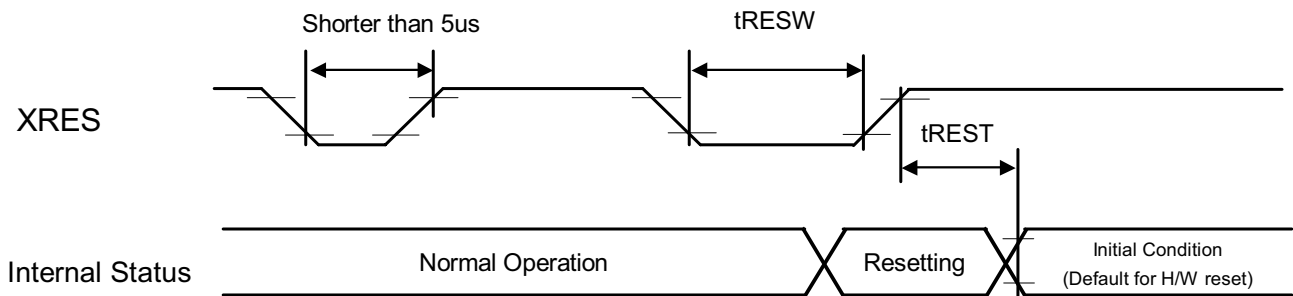 Shorter than 5us
tRESW
XRES
tREST
Internal Status
Normal Operation
Resetting
Initial Condition
(Default for H/W reset)